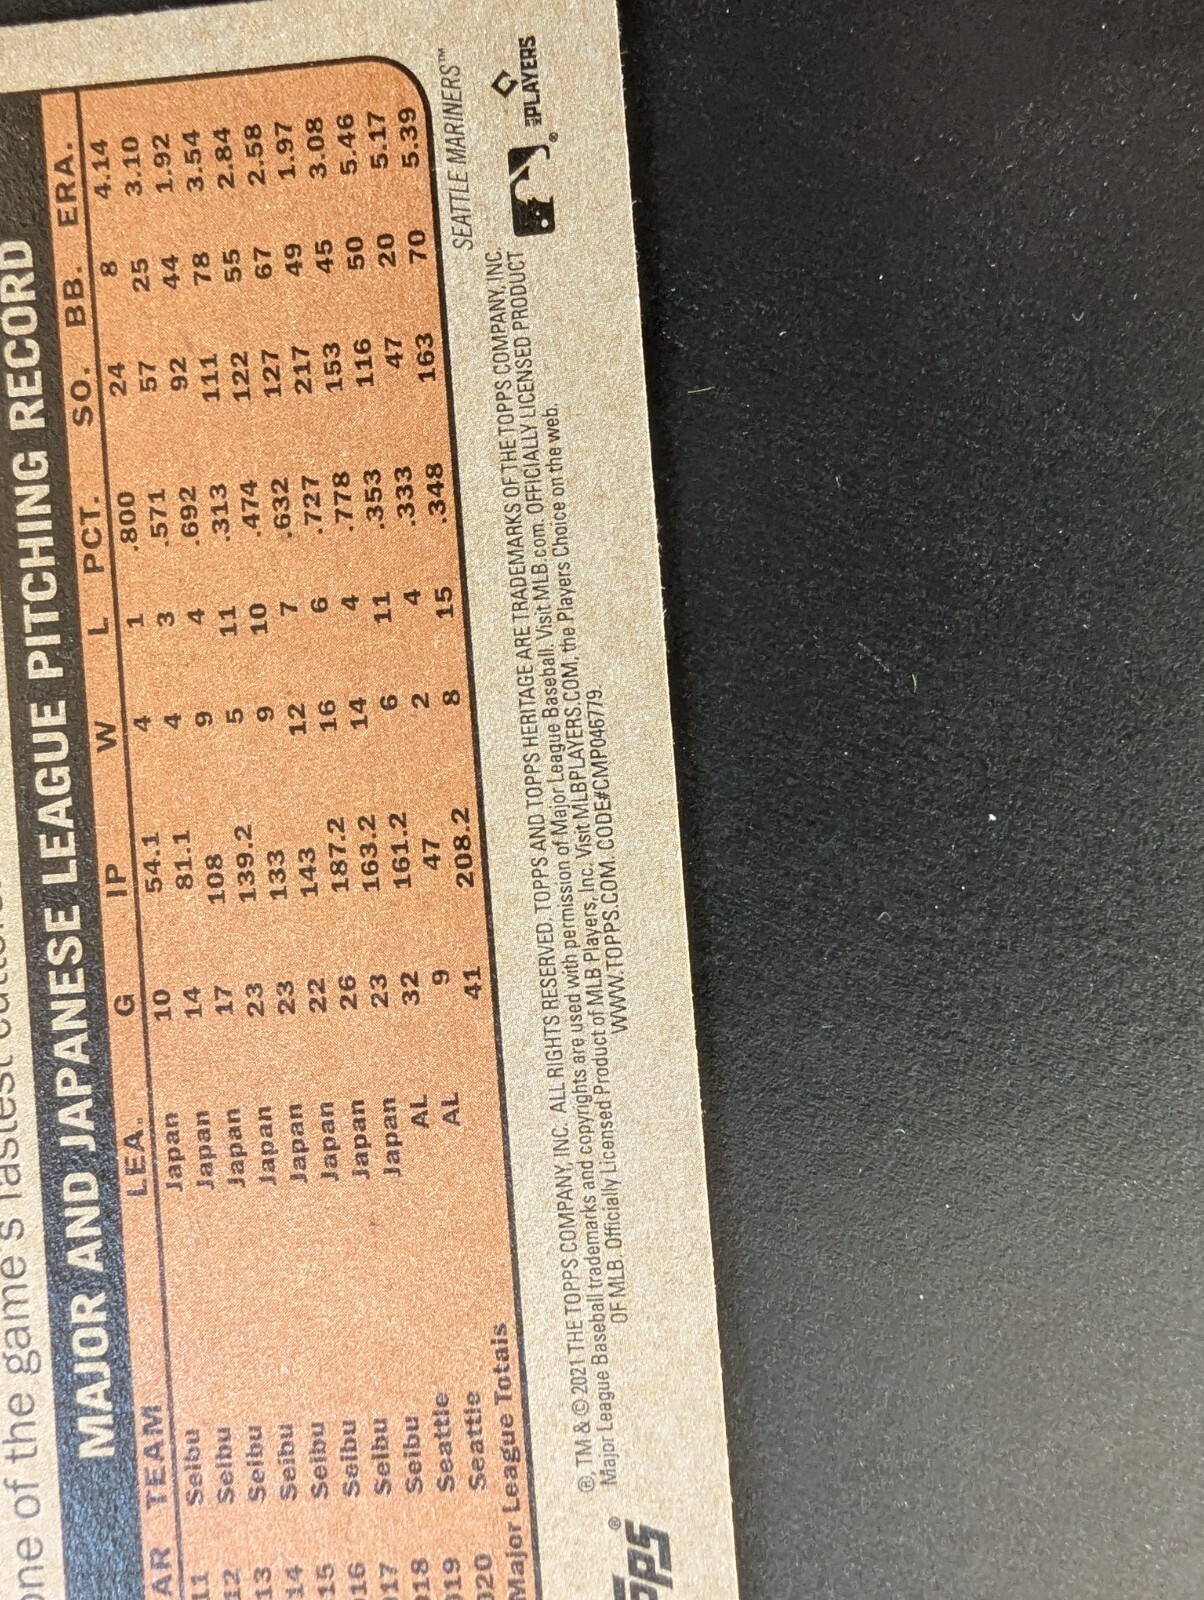 one of the game's fastest
MAJOR AND JAPANESE LEAGUE PITCHING RECORD
AR TEAM LEA. G IP W L PCT. SO. BB. ERA.
11 Seibu Japan 10 54.1 4 1 .800 24 8 4.14
12 Seibu Japan 14 81.1 4 3 .571 57 25 3.10
13 Seibu Japan 17 108 9 4 .692 92 44 1.92
14 Seibu Japan 23 139.2 5 11 .313 111 78 3.54
15 Seibu Japan 23 133 9 10 .474 122 55 2.84
16 Seibu Japan 22 143 12 7 .632 127 67 2.58
17 Seibu Japan 26 187.2 16 6 .727 217 49 1.97
018 Seibu Japan 23 163.2 14 4 .778 153 45 3.08
019 Seattle AL 32 161.2 6 11 .353 116 50 5.46
020 Seattle AL 9 47 2 4 .333 47 20 5.17
Major League Totals 41 208.2 8 15 .348 163 70 5.39
SEATTLE MARINERS™
®, TM & © 2021 THE TOPPS COMPANY, INC. ALL RIGHTS RESERVED. TOPPS AND TOPPS HERITAGE ARE TRADEMARKS OF THE TOPPS COMPANY, INC.
Major League Baseball trademarks and copyrights are used with permission of Major League Baseball. Visit MLB.com. OFFICIALLY LICENSED PRODUCT
OF MLB. Officially Licensed Product of MLB Players, Inc. Visit MLBPLAYERS.COM, the Players Choice on the web.
WWW.TOPPS.COM. CODE#CMP046779.
PPS®
® MLB PLAYERS